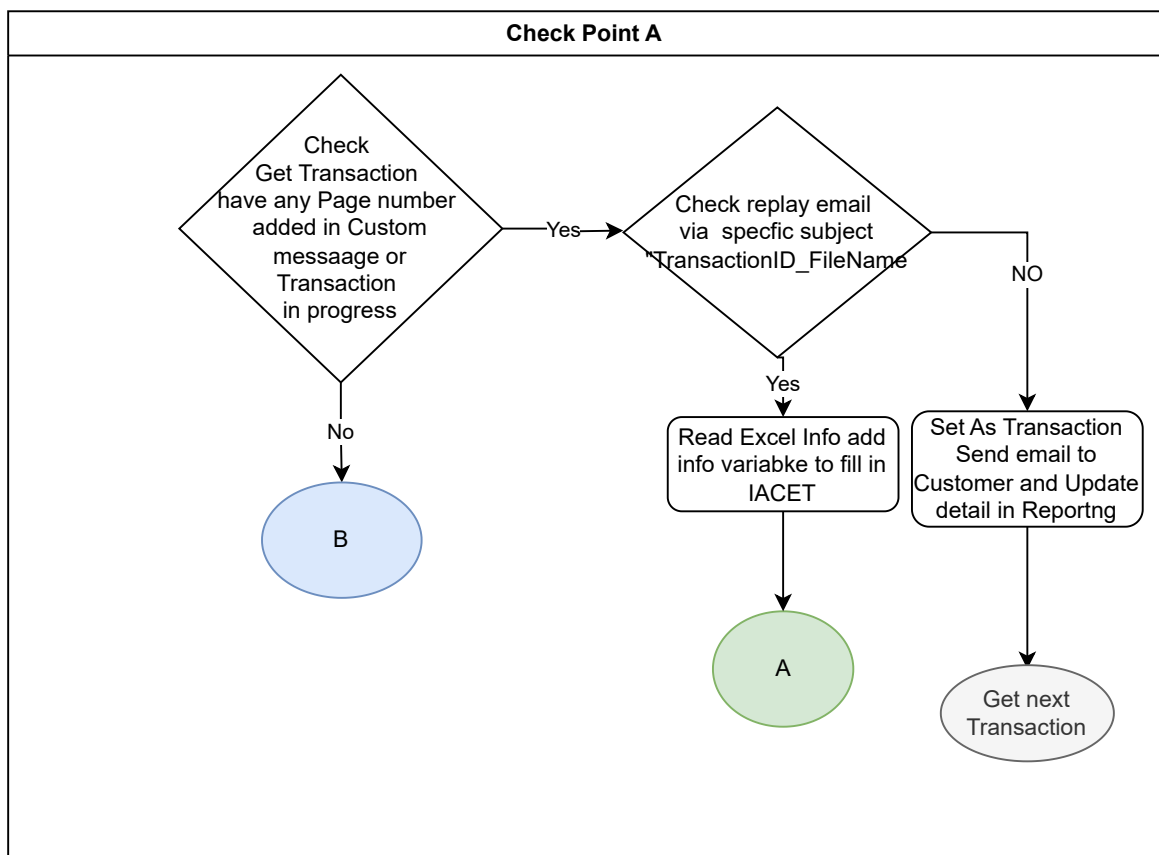 Check Point A
Check
Get Transaction
have any Page number
added in Custom
messaage or
Transaction
in progress
Yes
Check replay email
via specfic subject
"TransactionID_FileName
NO
Yes
No
Read Excel Info add
info variabke to fill in
IACET
Set As Transaction
Send email to
Customer and Update
detail in Reportng
B
A
Get next
Transaction